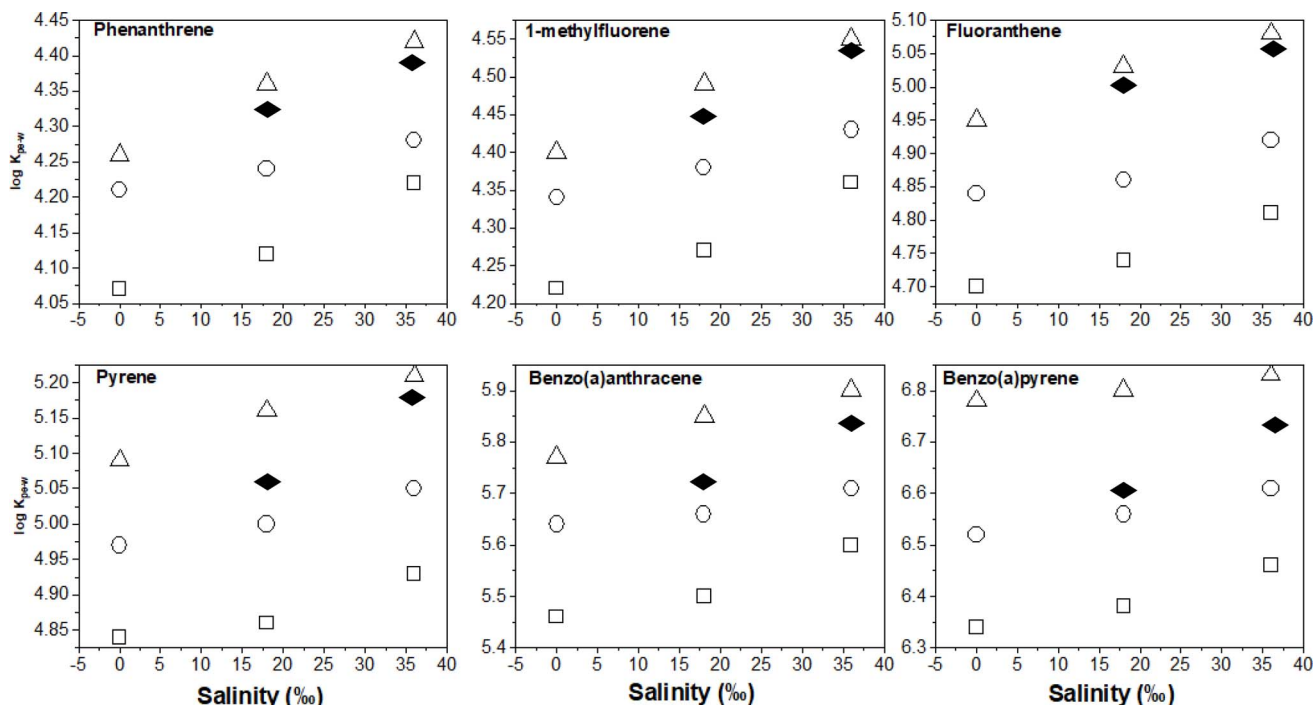 Phenanthrene
log K pe-w
4.45
4.40
4.35
4.30
4.25
4.20
4.15
4.10
4.05
-5 0 5 10 15 20 25 30 35 40
1-methylfluorene
4.55
4.50
4.45
4.40
4.35
4.30
4.25
4.20
-5 0 5 10 15 20 25 30 35 40
Fluoranthene
5.10
5.05
5.00
4.95
4.90
4.85
4.80
4.75
4.70
-5 0 5 10 15 20 25 30 35 40
Pyrene
log K pe-w
5.20
5.15
5.10
5.05
5.00
4.95
4.90
4.85
-5 0 5 10 15 20 25 30 35 40
Salinity (‰)
Benzo(a)anthracene
5.9
5.8
5.7
5.6
5.5
5.4
-5 0 5 10 15 20 25 30 35 40
Salinity (‰)
Benzo(a)pyrene
6.8
6.7
6.6
6.5
6.4
6.3
-5 0 5 10 15 20 25 30 35 40
Salinity (‰)